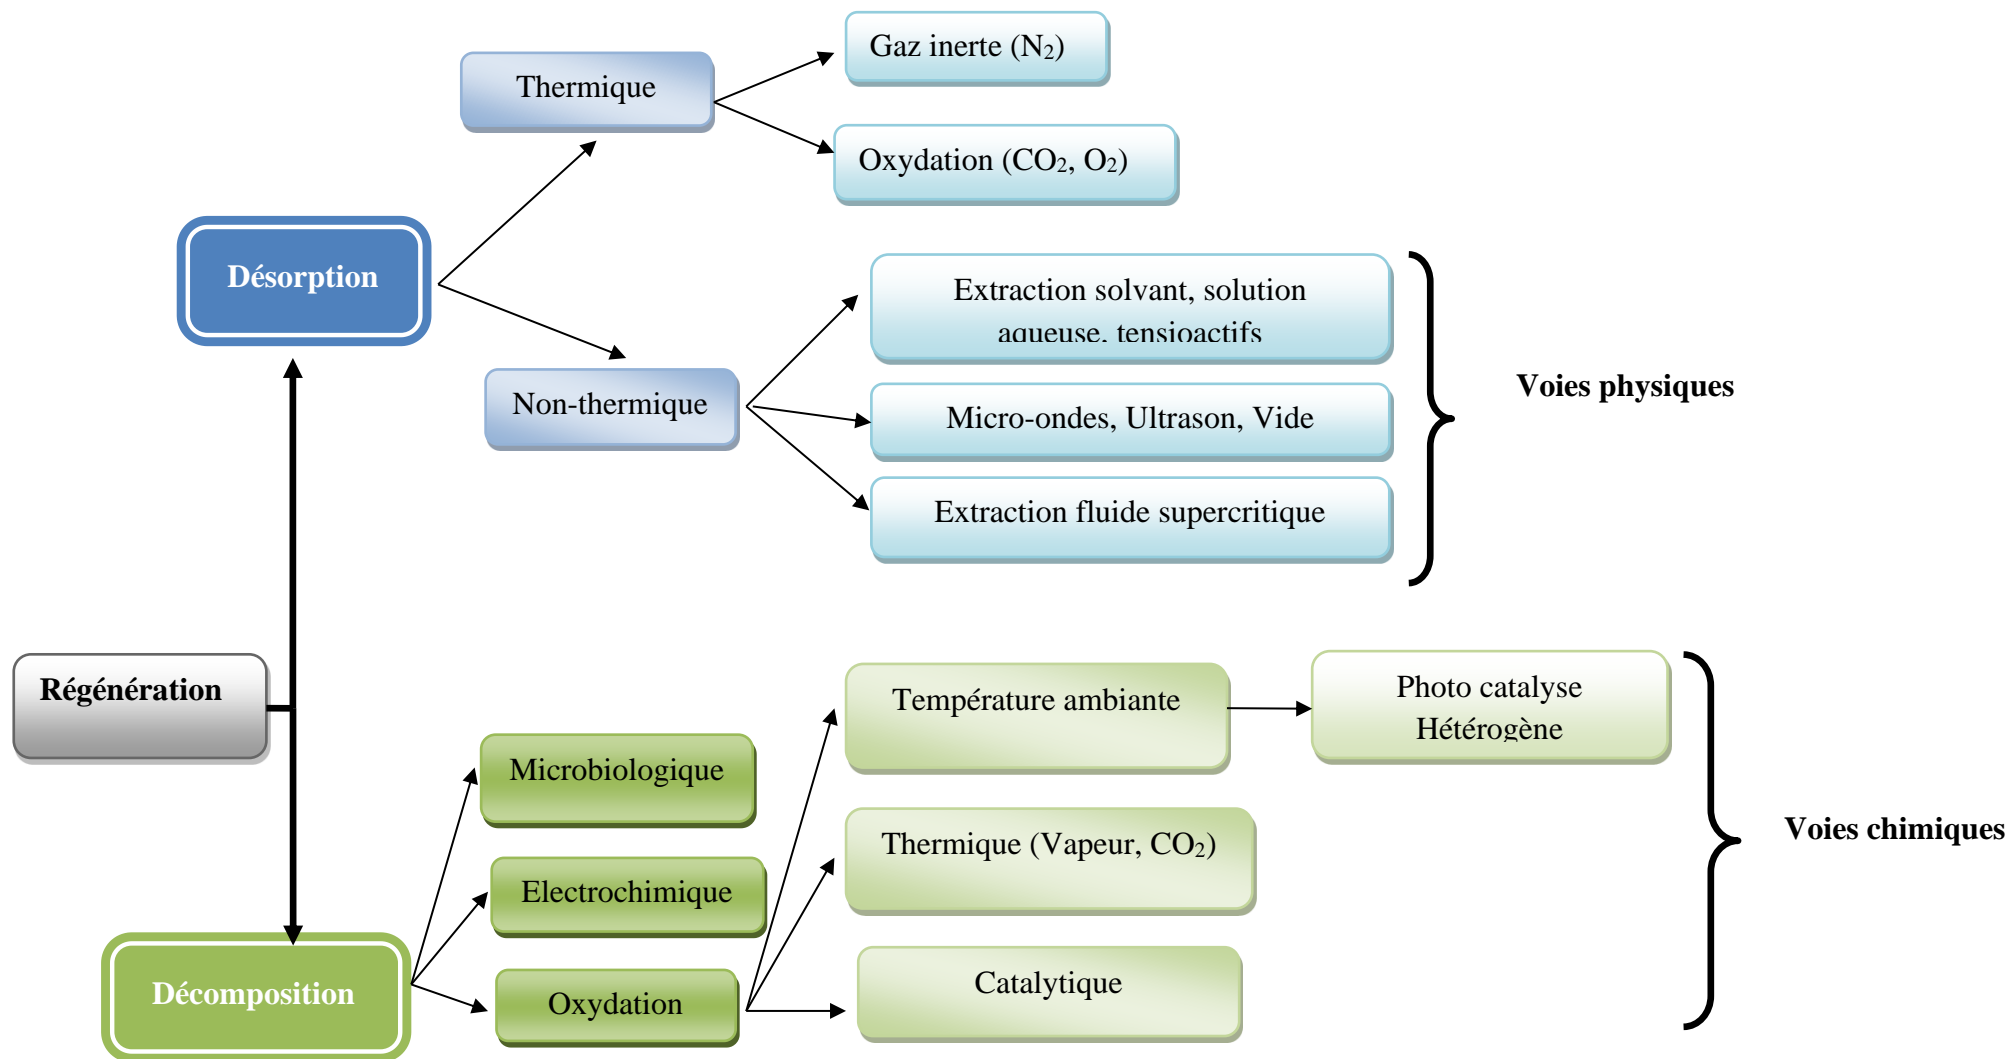 Gaz inerte (N₂)
Thermique
Oxydation (CO₂, O₂)
Désorption
Extraction solvant, solution
aqueuse, tensioactifs
Non-thermique
Micro-ondes, Ultrason, Vide
Extraction fluide supercritique
Voies physiques
Régénération
Température ambiante
Photo catalyse
Hétérogène
Microbiologique
Thermique (Vapeur, CO₂)
Voies chimiques
Electrochimique
Décomposition
Oxydation
Catalytique